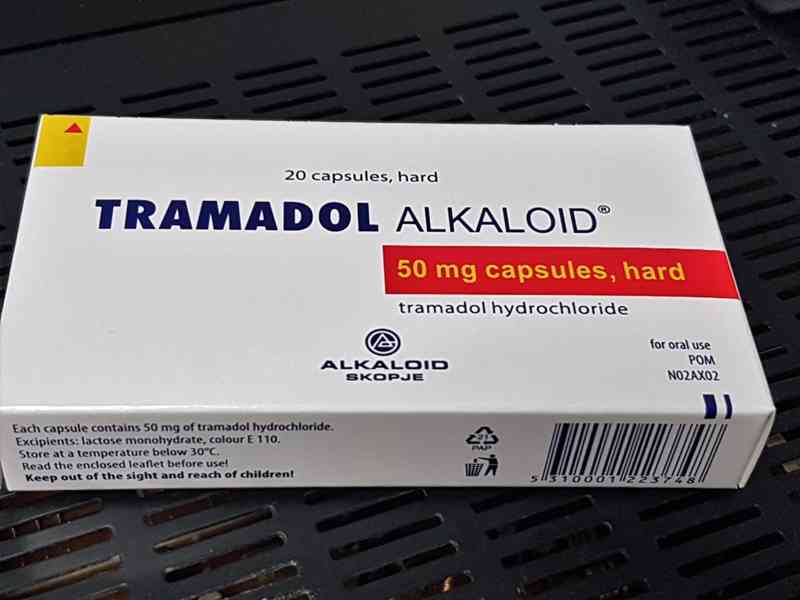 20 capsules, hard
TRAMADOL ALKALOID®
50 mg capsules, hard
tramadol hydrochloride
ALKALOID
SKOPJE
for oral use
POM
N02AX02
Each capsule contains 50 mg of tramadol hydrochloride.
Excipients: lactose monohydrate, colour E 110.
Store at a temperature below 30°C.
Read the enclosed leaflet before use!
Keep out of the sight and reach of children!
21
PAP
5 310001 223748